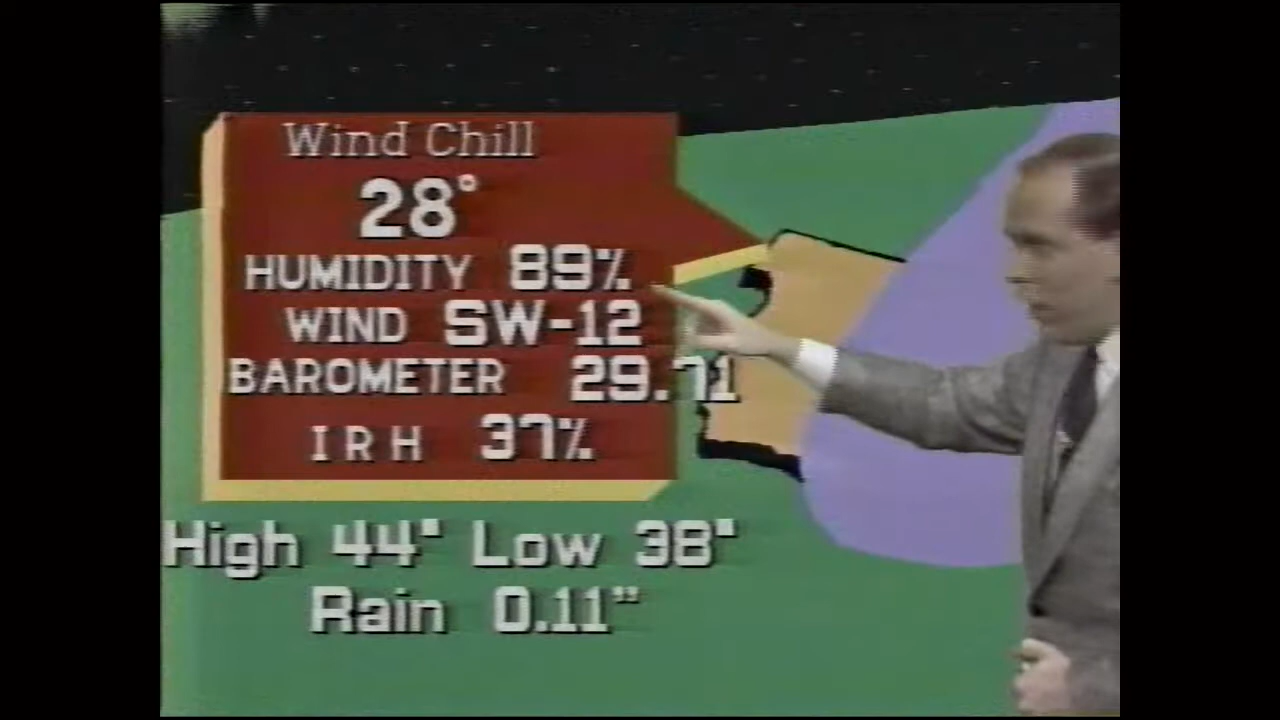 Wind Chill
28°
HUMIDITY 89%
WIND SW-12
BAROMETER 29.71
IRH 37%
High 44° Low 38°
Rain 0.11"